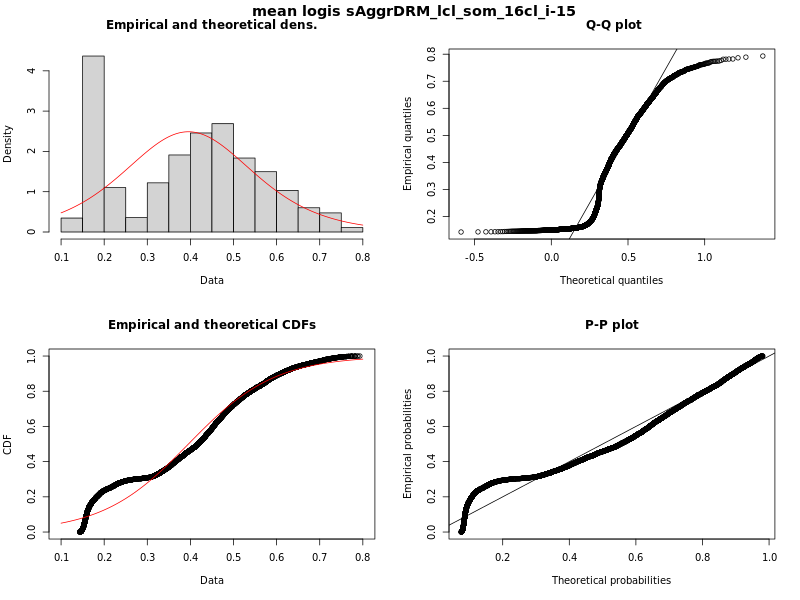 mean logis sAggrDRM_lcl_som_16cl_i-15
Empirical and theoretical dens.
Density
0 1 2 3 4
0.1 0.2 0.3 0.4 0.5 0.6 0.7 0.8
Data
Q-Q plot
Empirical quantiles
0.2 0.3 0.4 0.5 0.6 0.7 0.8
-0.5 0.0 0.5 1.0
Theoretical quantiles
Empirical and theoretical CDFs
CDF
0.0 0.2 0.4 0.6 0.8 1.0
0.1 0.2 0.3 0.4 0.5 0.6 0.7 0.8
Data
P-P plot
Empirical probabilities
0.0 0.2 0.4 0.6 0.8 1.0
0.2 0.4 0.6 0.8 1.0
Theoretical probabilities